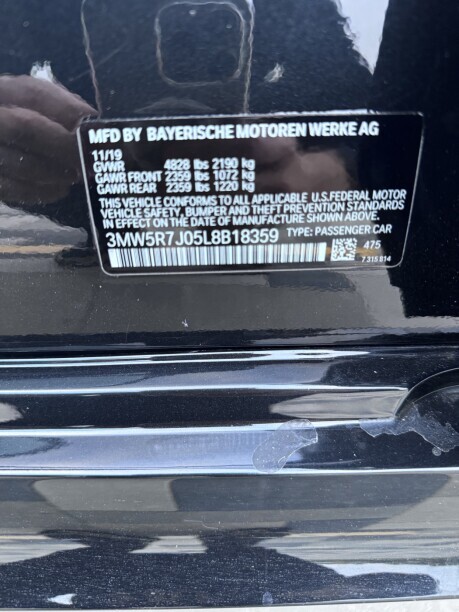 MFD BY BAYERISCHE MOTOREN WERKE AG
11/19
GVWR 4828 lbs 2190 kg
GAWR FRONT 2359 lbs 1072 kg
GAWR REAR 2359 lbs 1220 kg
THIS VEHICLE CONFORMS TO ALL APPLICABLE U.S.FEDERAL MOTOR
VEHICLE SAFETY, BUMPER AND THEFT PREVENTION STANDARDS
IN EFFECT ON THE DATE OF MANUFACTURE SHOWN ABOVE.
3MW5R7J05L8B18359 TYPE: PASSENGER CAR
475
7 315 814